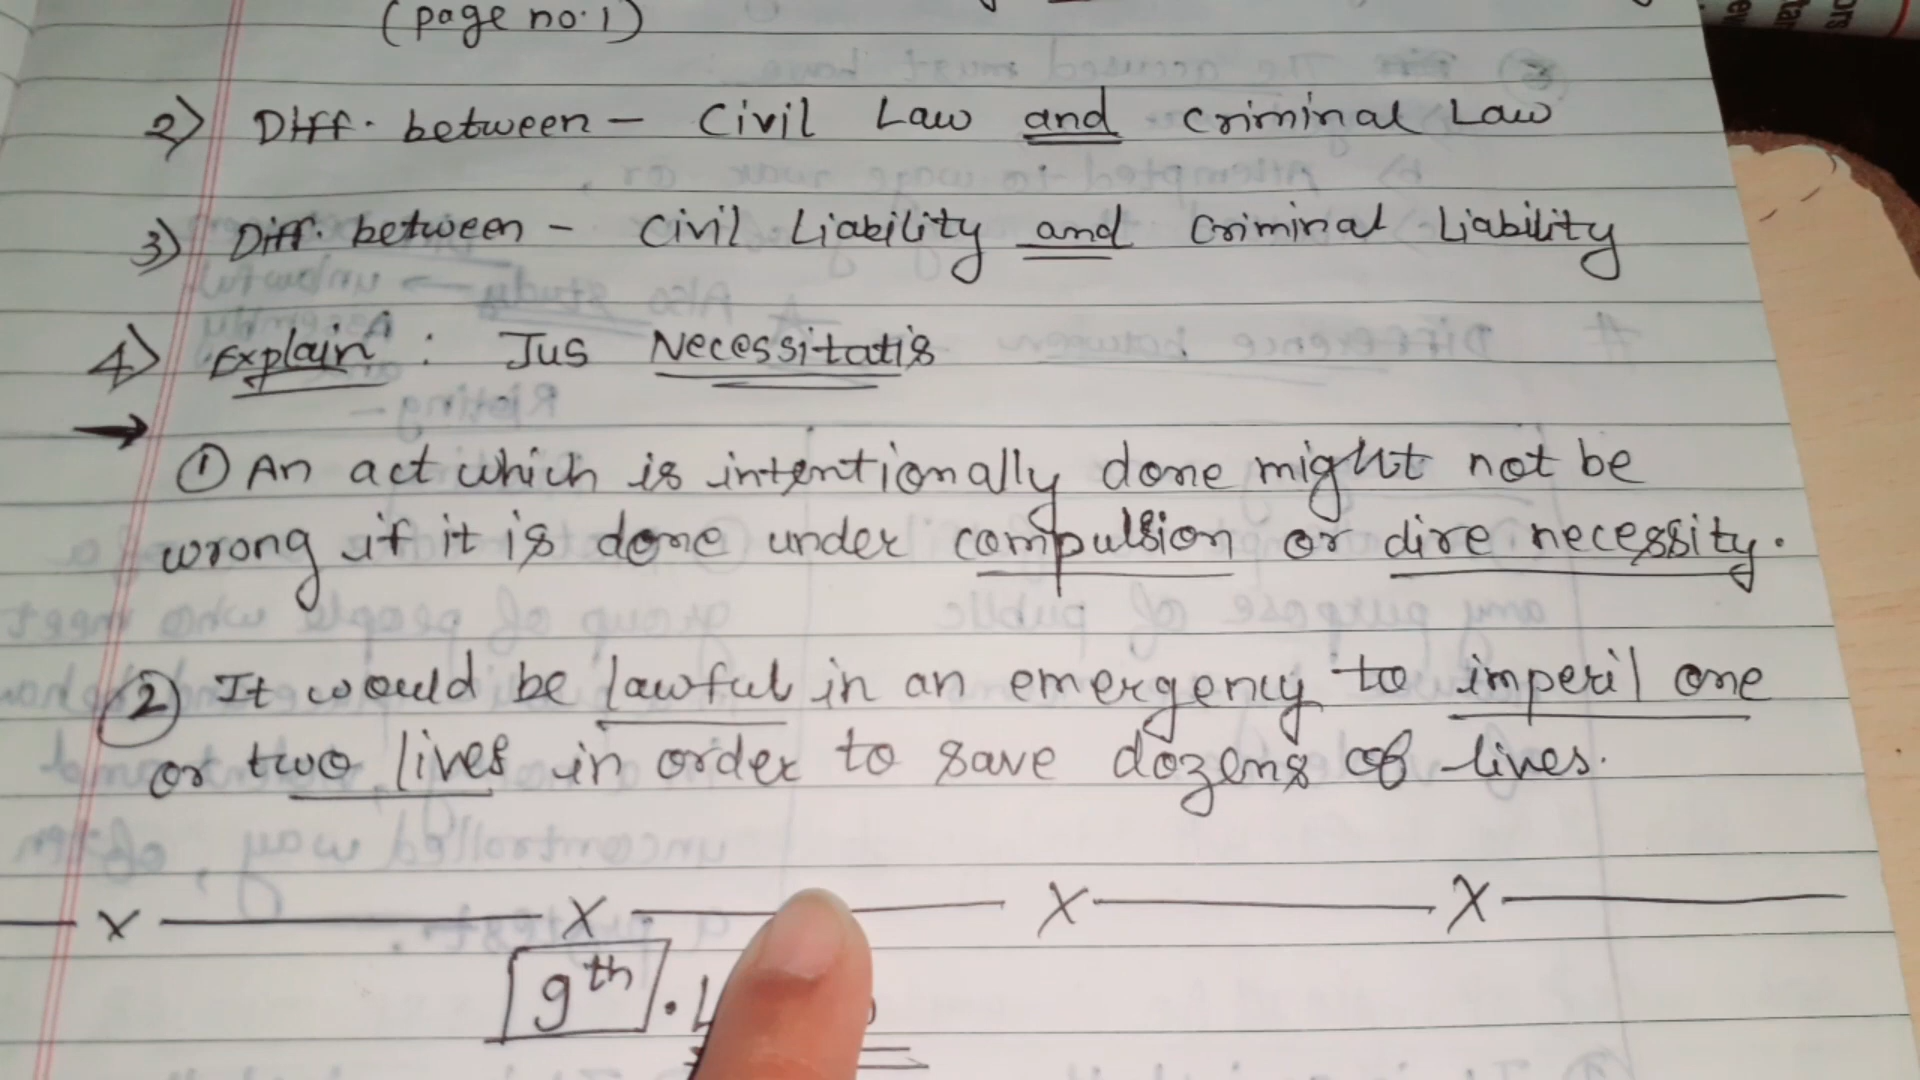 (page no.1)
2) Diff. between - Civil Law and Criminal Law
3) Diff. between - Civil Liability and Criminal Liability
4) Explain : Jus Necessitatis
→
① An act which is intentionally done might not be
wrong if it is done under compulsion or dire necessity.
② It would be lawful in an emergency to imperil one
or two lives in order to save dozens of lives.
x x x x
9th.